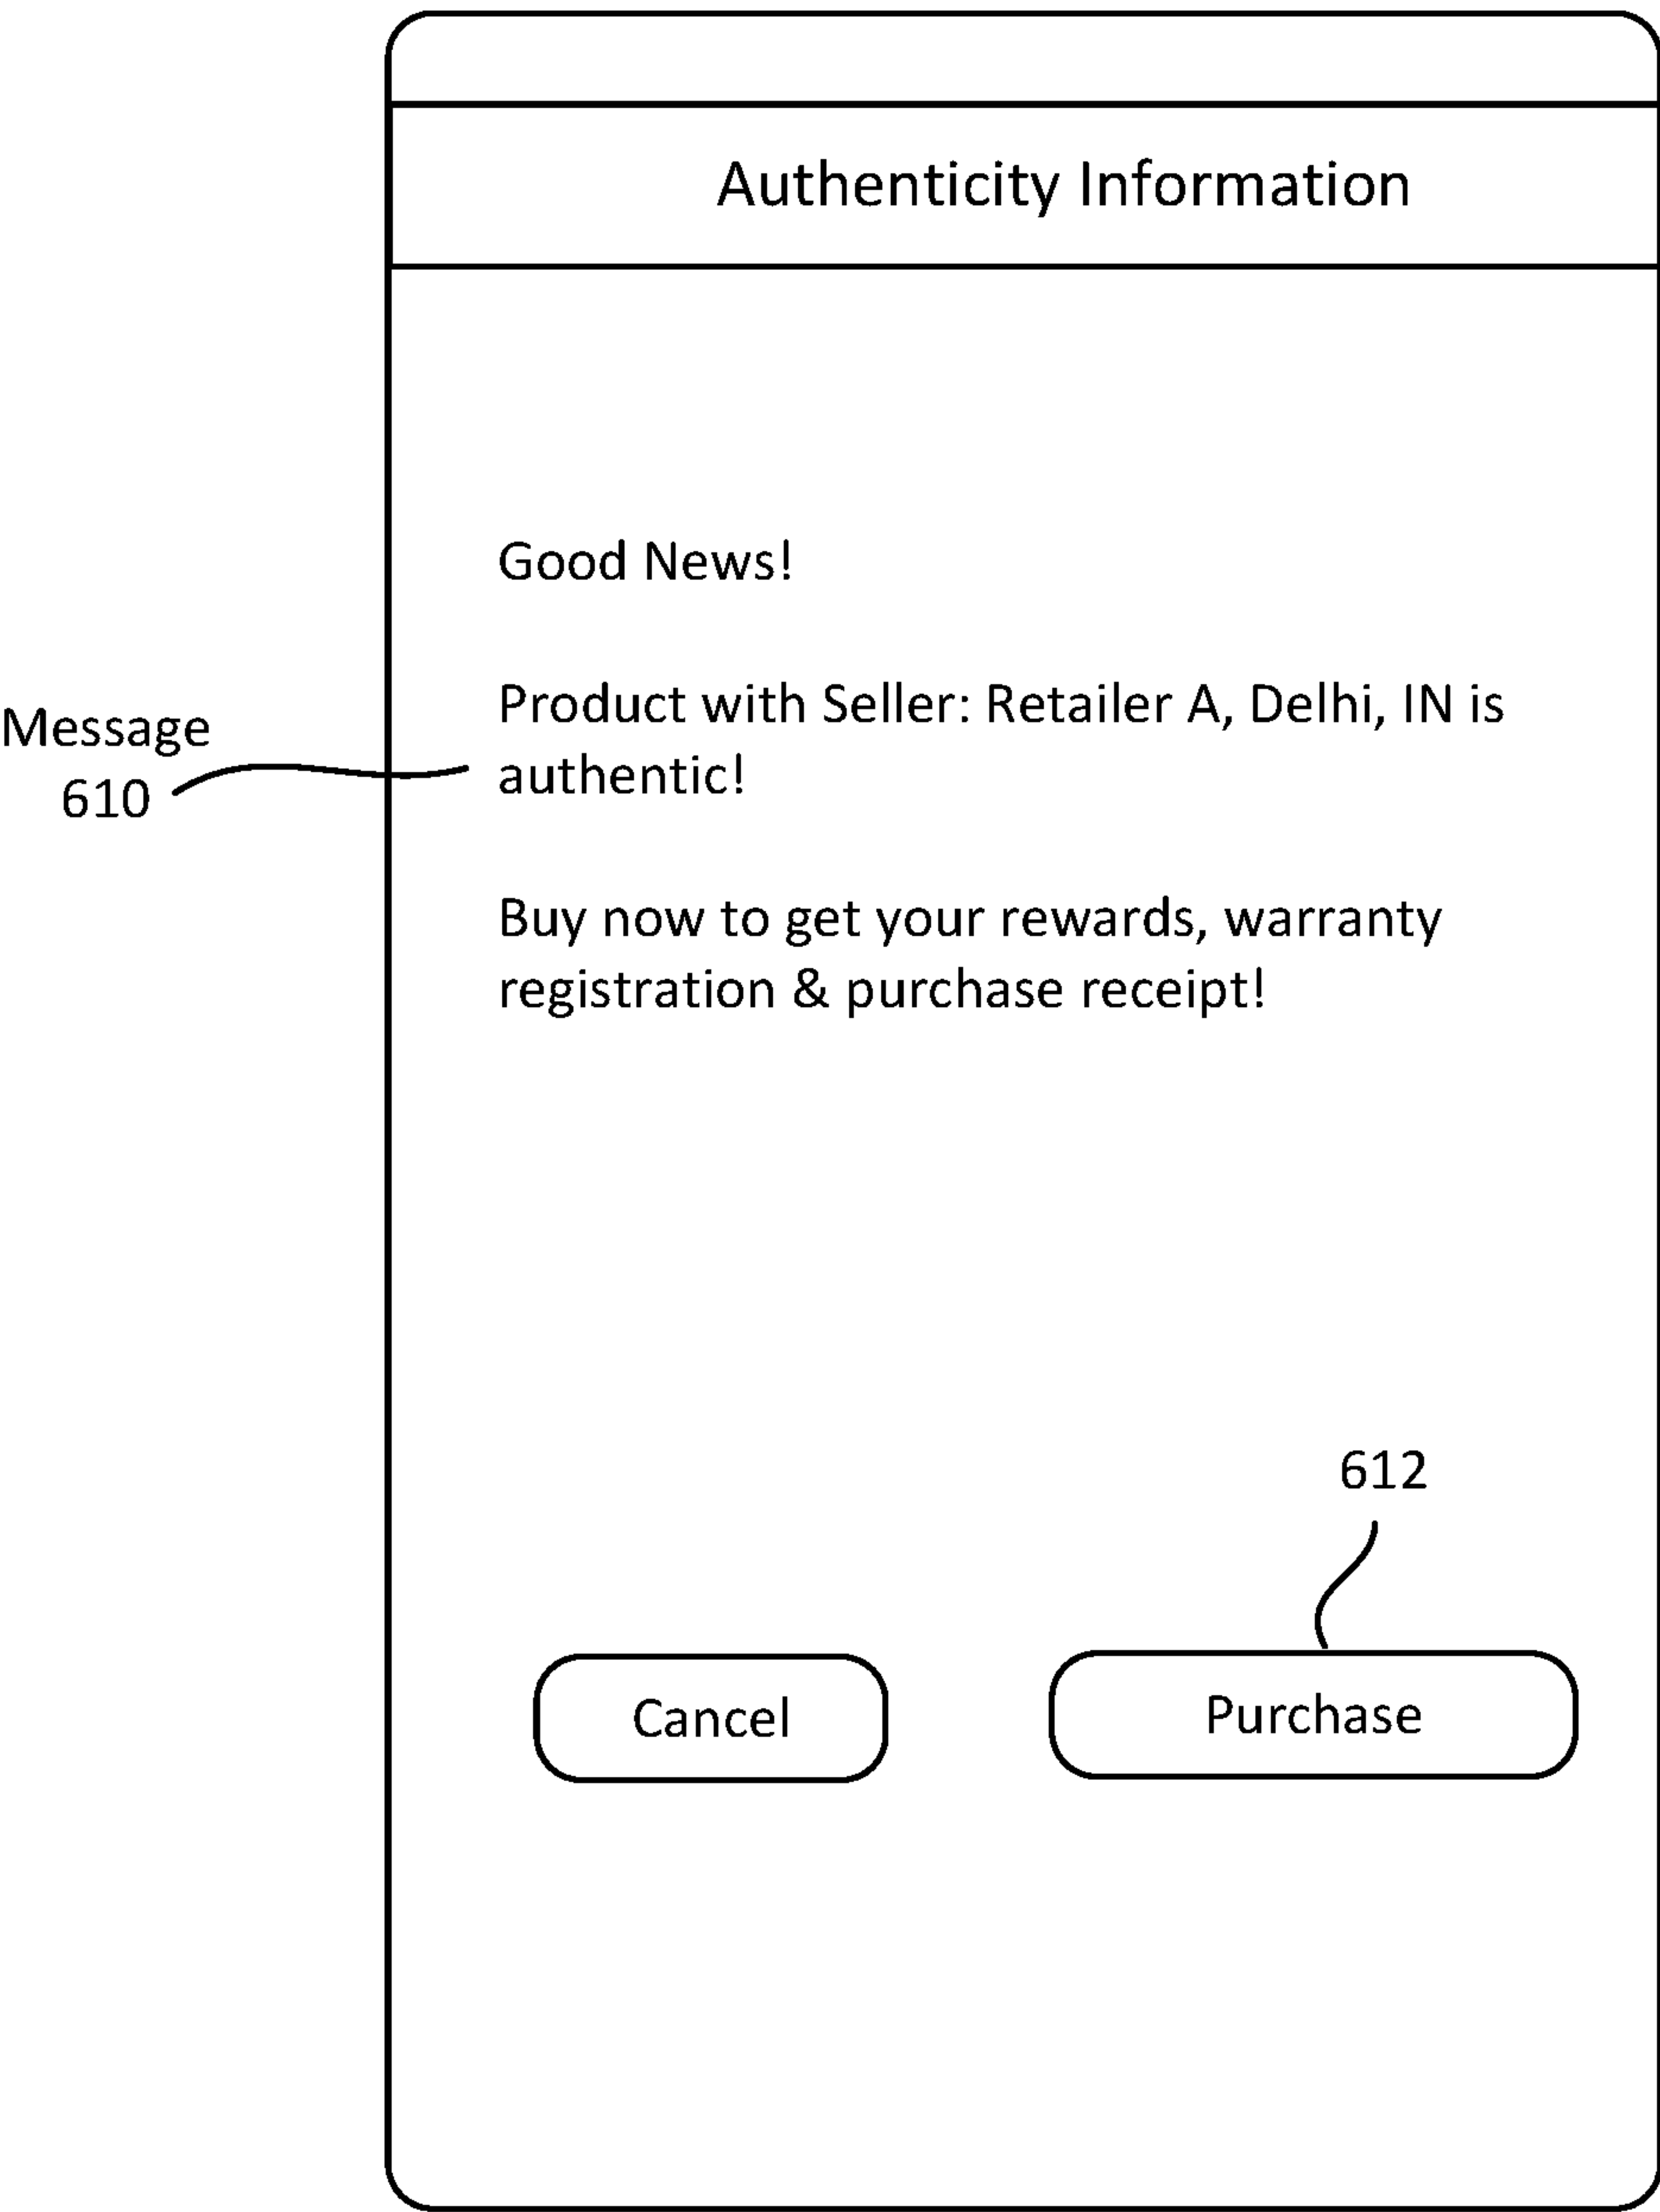 Authenticity Information
Good News!
Product with Seller: Retailer A, Delhi, IN is
authentic!
Message
610
Buy now to get your rewards, warranty
registration & purchase receipt!
612
Cancel
Purchase